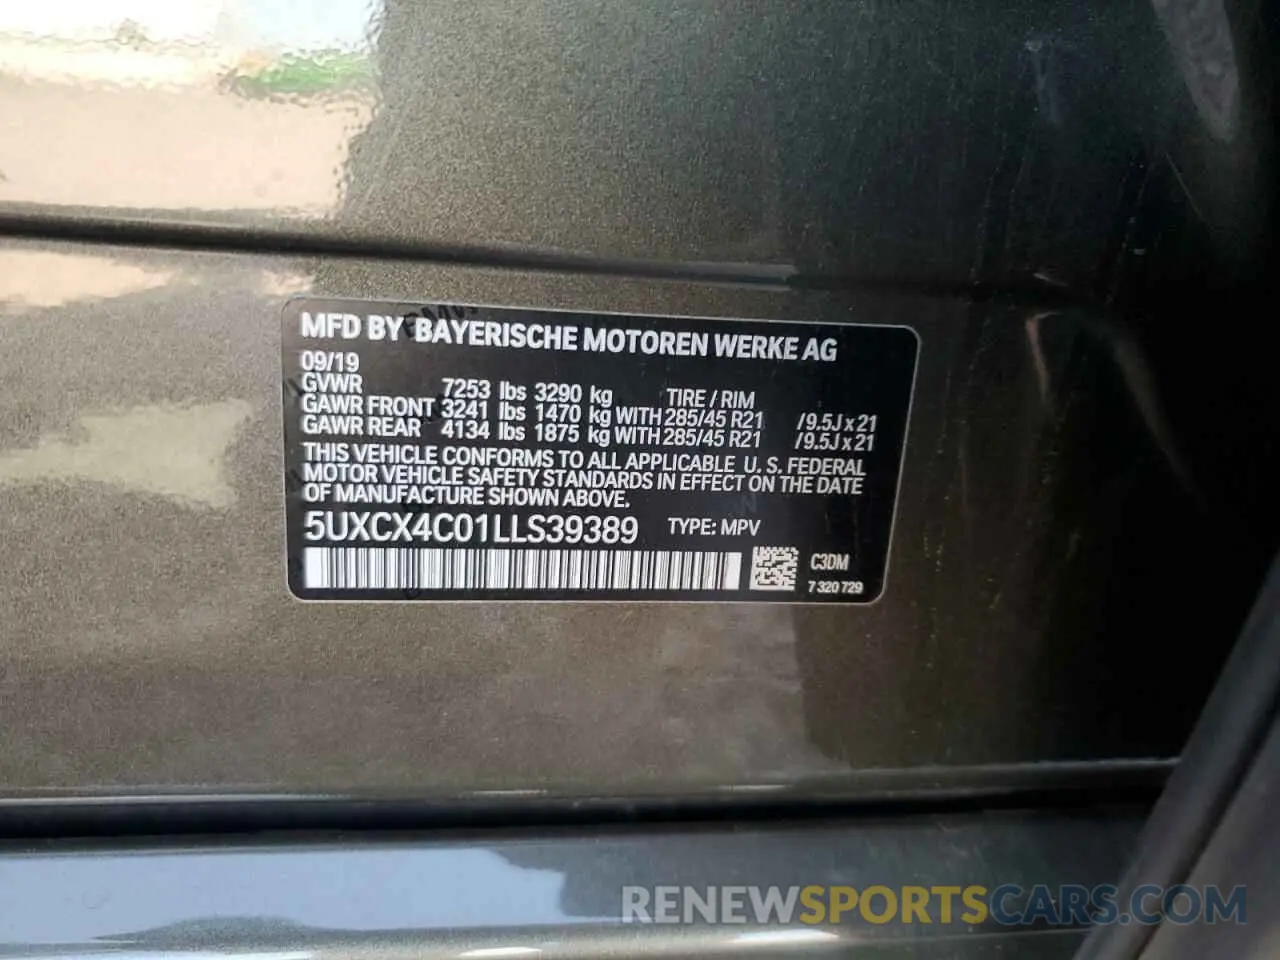 MFD BY BAYERISCHE MOTOREN WERKE AG
09/19
GVWR 7253 lbs 3290 kg TIRE / RIM
GAWR FRONT 3241 lbs 1470 kg WITH 285/45 R21 /9.5J x 21
GAWR REAR 4134 lbs 1875 kg WITH 285/45 R21 /9.5J x 21
THIS VEHICLE CONFORMS TO ALL APPLICABLE U. S. FEDERAL
MOTOR VEHICLE SAFETY STANDARDS IN EFFECT ON THE DATE
OF MANUFACTURE SHOWN ABOVE.
5UXCX4C01LLS39389 TYPE: MPV
C3DM
7 320 729
RENEWSPORTSCARS.COM